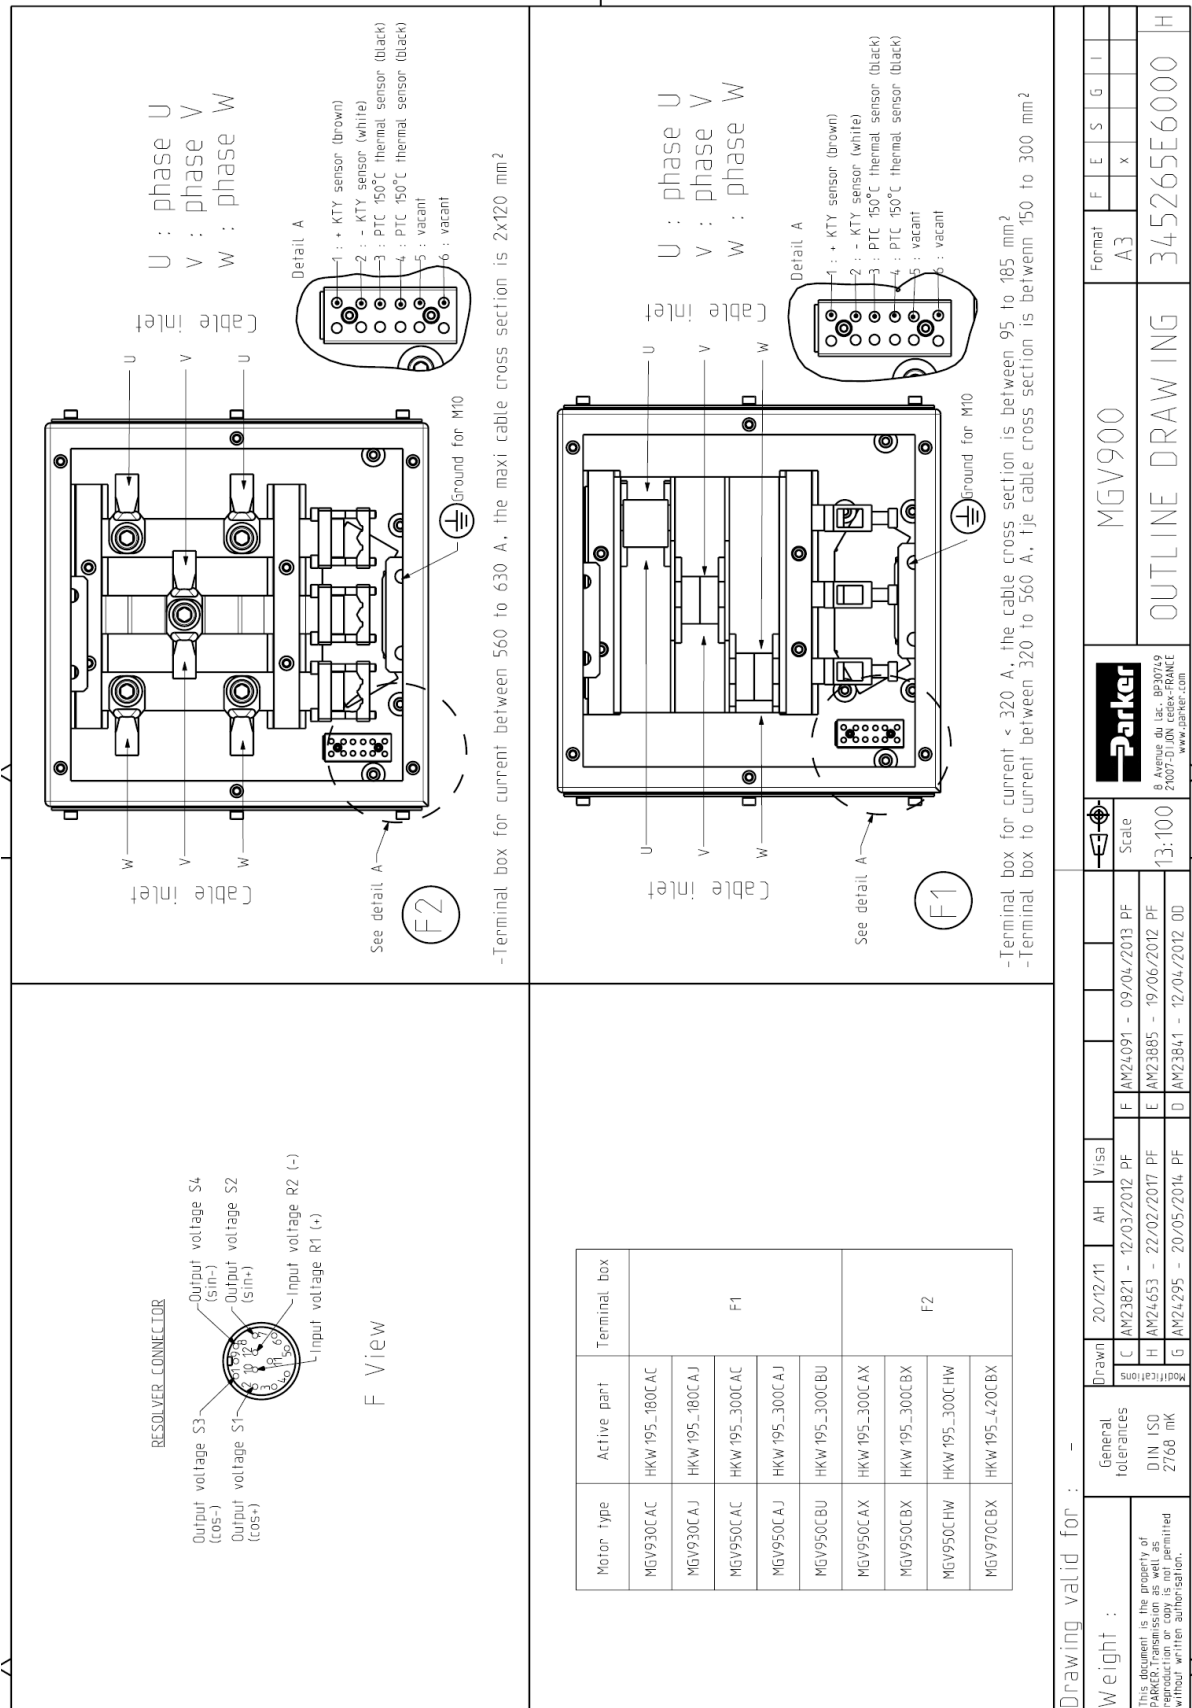 RESOLVER CONNECTOR
Output voltage S3
(cos-)
Output voltage S1
(cos+)
Output voltage S4
(sin-)
Output voltage S2
(sin+)
Input voltage R2 (-)
Input voltage R1 (+)
1
2
3
4
5
6
7
8
9
10
11
12
F View
Cable inlet
W
V
W
U
V
U
Cable inlet
U : phase U
V : phase V
W : phase W
Detail A
1 : + KTY sensor (brown)
2 : - KTY sensor (white)
3 : PTC 150°C thermal sensor (black)
4 : PTC 150°C thermal sensor (black)
5 : vacant
6 : vacant
See detail A
Ground for M10
F2
-Terminal box for current between 560 to 630 A, the maxi cable cross section is 2x120 mm²
Motor type Active part Terminal box
MGV930CAC HKW195_180CAC F1
MGV930CAJ HKW195_180CAJ
MGV950CAC HKW195_300CAC
MGV950CAJ HKW195_300CAJ
MGV950CBU HKW195_300CBU
MGV950CAX HKW195_300CAX F2
MGV950CBX HKW195_300CBX
MGV950CHW HKW195_300CHW
MGV970CBX HKW195_420CBX
Cable inlet
U
V
W
U
V
W
Cable inlet
U : phase U
V : phase V
W : phase W
Detail A
1 : + KTY sensor (brown)
2 : - KTY sensor (white)
3 : PTC 150°C thermal sensor (black)
4 : PTC 150°C thermal sensor (black)
5 : vacant
6 : vacant
See detail A
Ground for M10
F1
-Terminal box for current < 320 A, the cable cross section is between 95 to 185 mm²
-Terminal box to current between 320 to 560 A, tje cable cross section is betwenn 150 to 300 mm²
Drawing valid for : -
Weight :
This document is the property of
PARKER.Transmission as well as
reproduction or copy is not permitted
without written authorisation.
General
tolerances
DIN ISO
2768 mK
Drawn 20/12/11 AH Visa
Modifications
C AM23821 - 12/03/2012 PF F AM24091 - 09/04/2013 PF
H AM24653 - 22/02/2017 PF E AM23885 - 19/06/2012 PF
G AM24295 - 20/05/2014 PF D AM23841 - 12/04/2012 OD
Scale
13:100
Parker
8 Avenue du Lac, BP30749
21007-DIJON cedex-FRANCE
www.parker.com
MGV900
OUTLINE DRAWING
Format
A3
F E S G I
x
345265E6000 H